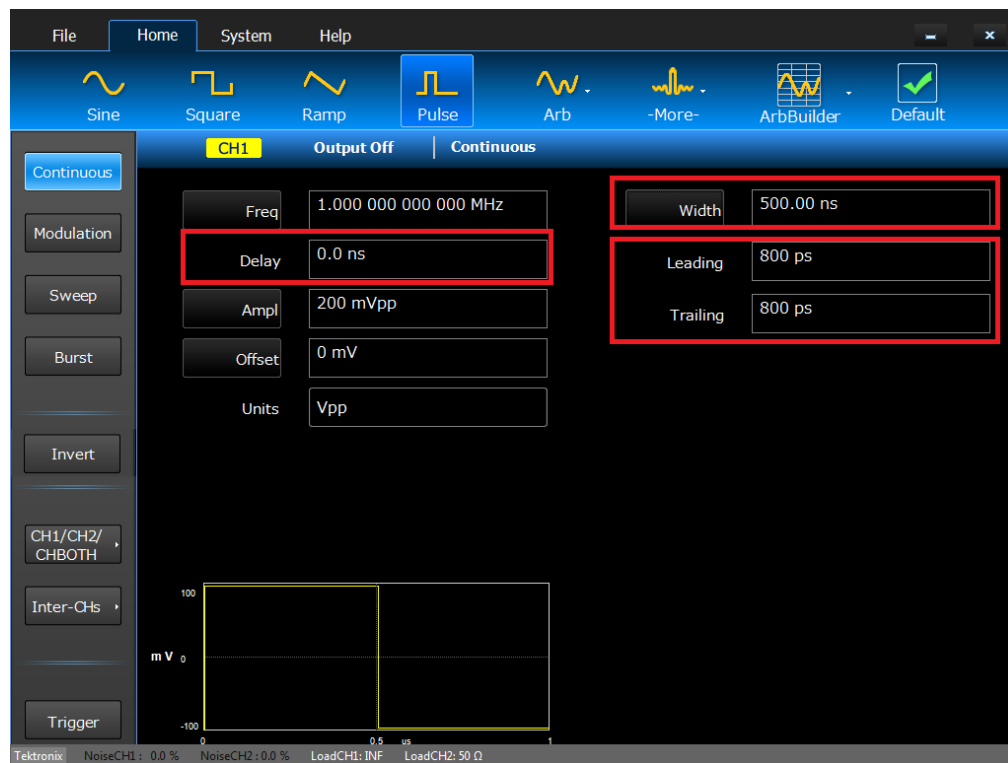 File Home System Help
Sine Square Ramp Pulse Arb -More- ArbBuilder Default
CH1 Output Off Continuous
Continuous
Modulation
Sweep
Burst
Invert
CH1/CH2/
CHBOTH
Inter-CHs
Trigger
Freq 1.000 000 000 000 MHz
Delay 0.0 ns
Ampl 200 mVpp
Offset 0 mV
Units Vpp
Width 500.00 ns
Leading 800 ps
Trailing 800 ps
100
m V 0
-100
0 0.5 us 1
Tektronix NoiseCH1 : 0.0 % NoiseCH2 : 0.0 % LoadCH1: INF LoadCH2: 50 Ω